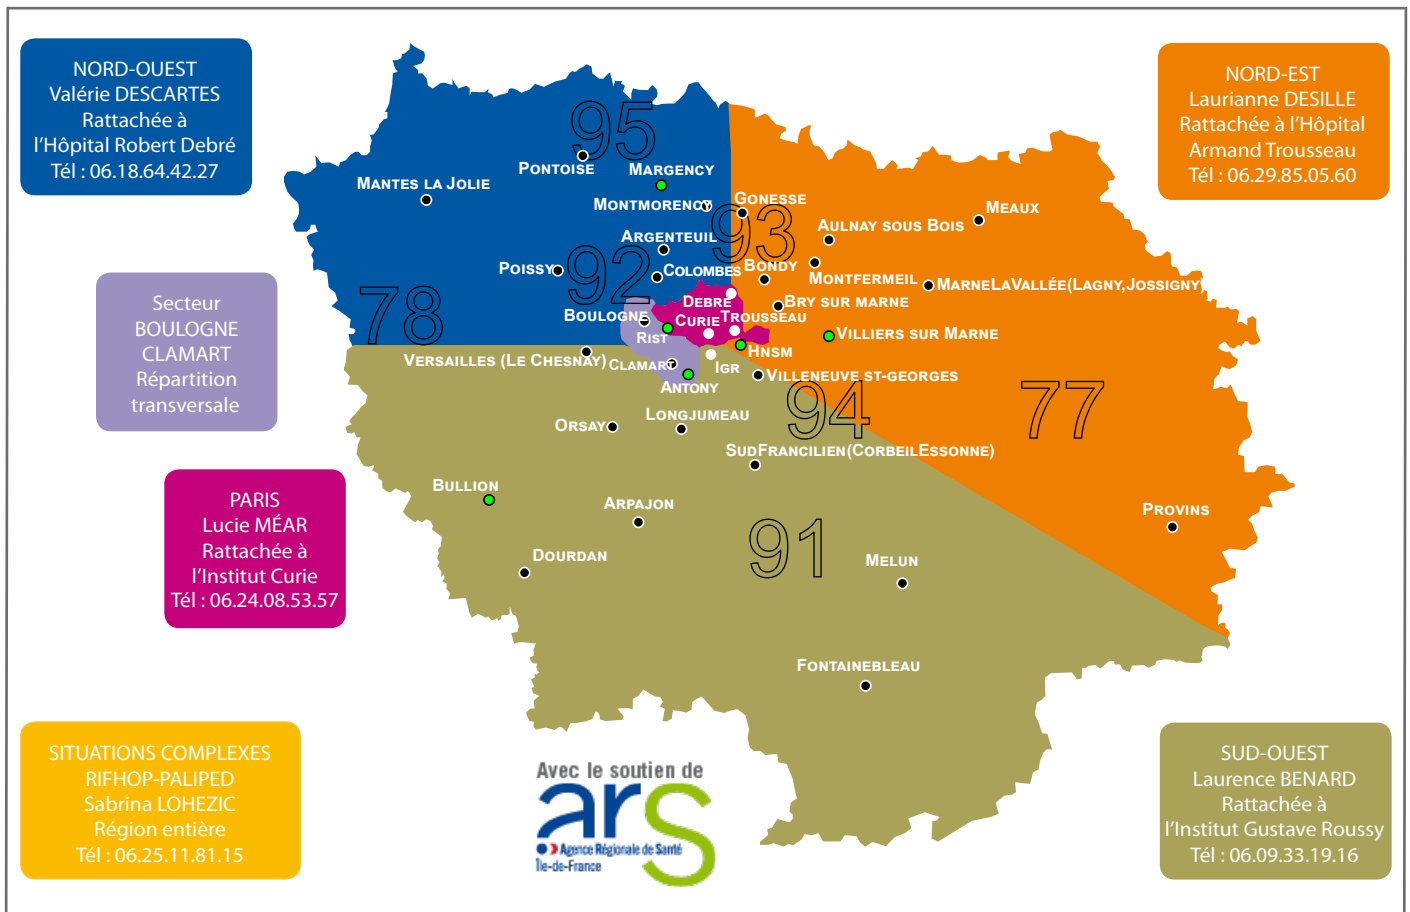 NORD-OUEST
Valérie DESCARTES
Rattachée à
l'Hôpital Robert Debré
Tél : 06.18.64.42.27
NORD-EST
Laurianne DESILLE
Rattachée à l'Hôpital
Armand Trousseau
Tél : 06.29.85.05.60
Secteur
BOULOGNE
CLAMART
Répartition
transversale
PARIS
Lucie MÉAR
Rattachée à
l'Institut Curie
Tél : 06.24.08.53.57
SITUATIONS COMPLEXES
RIFHOP-PALIPED
Sabrina LOHEZIC
Région entière
Tél : 06.25.11.81.15
SUD-OUEST
Laurence BENARD
Rattachée à
l'Institut Gustave Roussy
Tél : 06.09.33.19.16
95
PONTOISE
MARGENCY
MANTES LA JOLIE
MONTMORENCY
GONESSE
93
MEAUX
AULNAY SOUS BOIS
ARGENTEUIL
POISSY
92
COLOMBES
BONDY
MONTFERMEIL
MARNELAVALLÉE(LAGNY,JOSSIGNY)
78
DEBRÉ
BRY SUR MARNE
BOULOGNE
CURIE
TROUSSEAU
RIST
VILLIERS SUR MARNE
HNSM
VERSAILLES (LE CHESNAY)
CLAMART
IGR
ANTONY
VILLENEUVE ST-GEORGES
94
77
LONGJUMEAU
ORSAY
SUDFRANCILIEN(CORBEILESSONNE)
BULLION
ARPAJON
PROVINS
91
DOURDAN
MELUN
FONTAINEBLEAU
Avec le soutien de
ars
Agence Régionale de Santé
Île-de-France